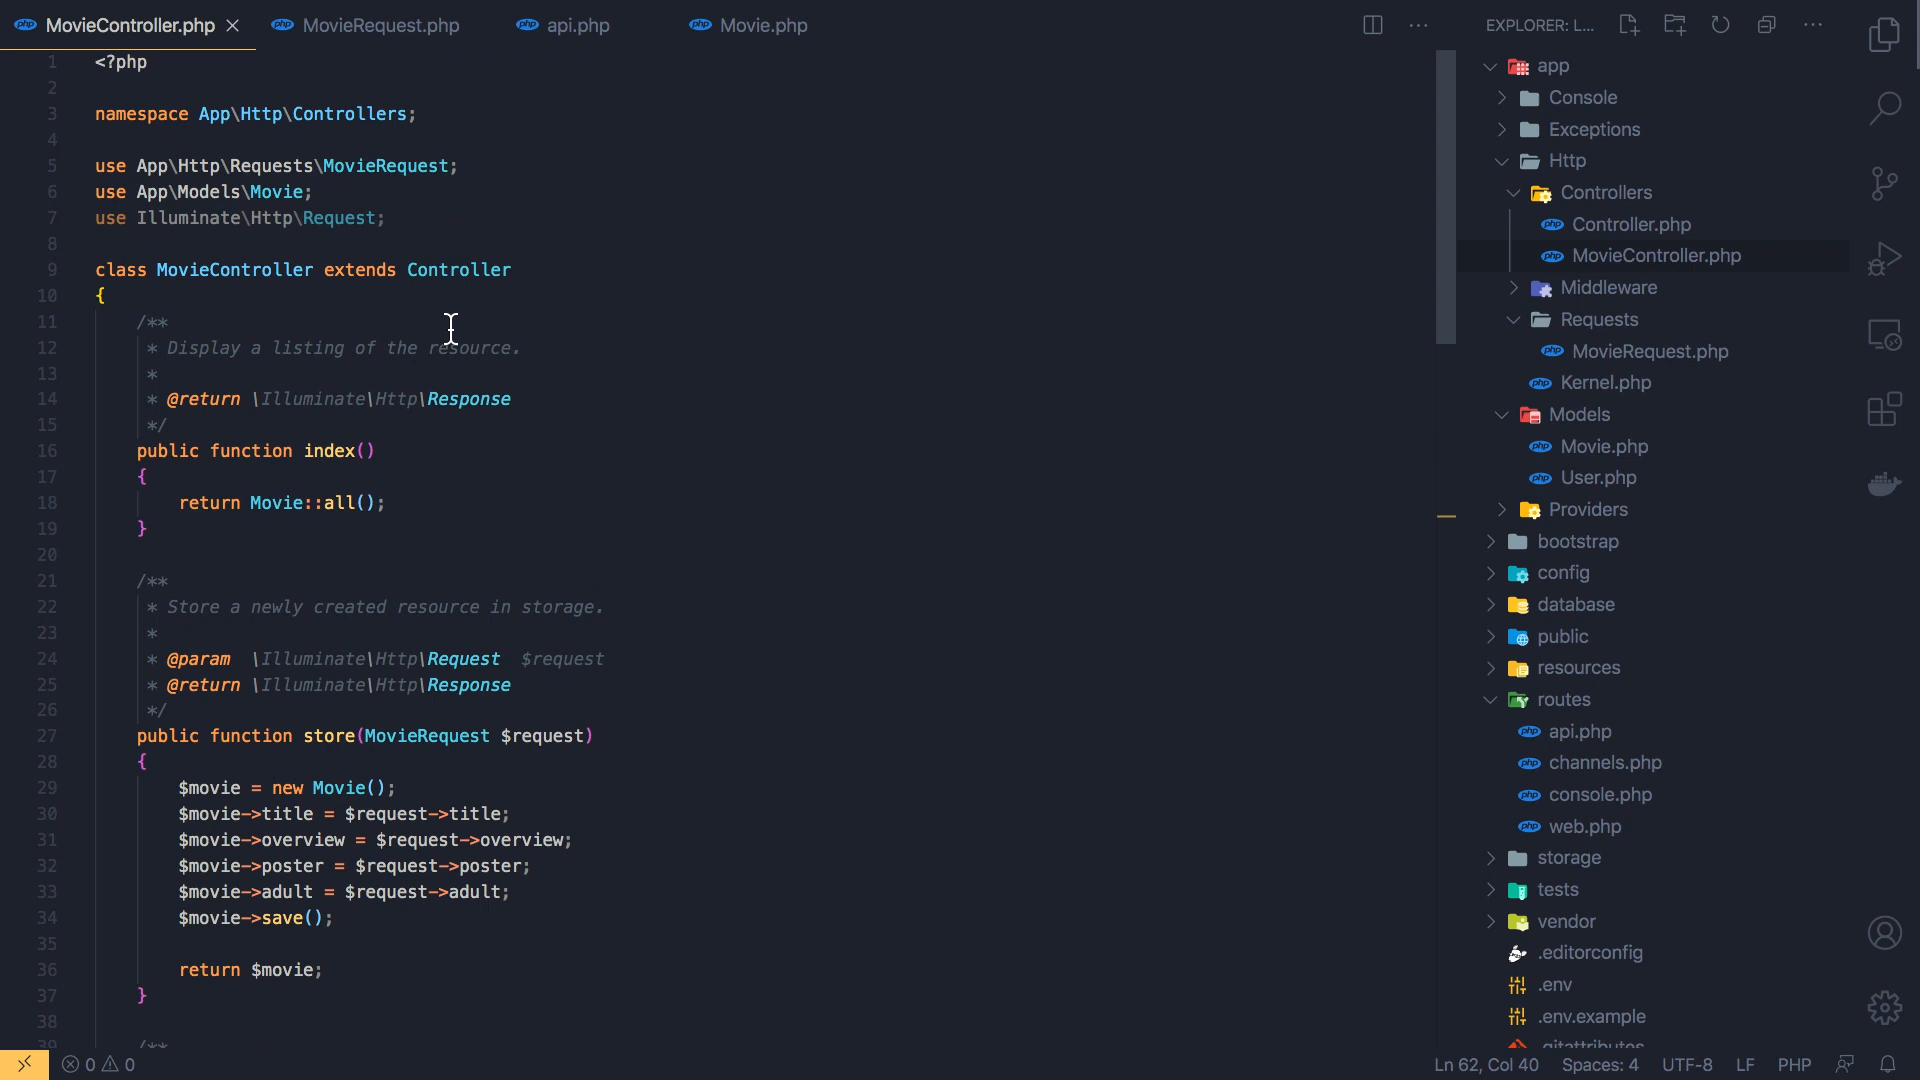 MovieController.php
MovieRequest.php
api.php
Movie.php
1 <?php
2
3 namespace App\Http\Controllers;
4
5 use App\Http\Requests\MovieRequest;
6 use App\Models\Movie;
7 use Illuminate\Http\Request;
8
9 class MovieController extends Controller
10 {
11 /**
12 * Display a listing of the resource.
13 *
14 * @return \Illuminate\Http\Response
15 */
16 public function index()
17 {
18 return Movie::all();
19 }
20
21 /**
22 * Store a newly created resource in storage.
23 *
24 * @param  \Illuminate\Http\Request  $request
25 * @return \Illuminate\Http\Response
26 */
27 public function store(MovieRequest $request)
28 {
29 $movie = new Movie();
30 $movie->title = $request->title;
31 $movie->overview = $request->overview;
32 $movie->poster = $request->poster;
33 $movie->adult = $request->adult;
34 $movie->save();
35
36 return $movie;
37 }
38
39 /**
EXPLORER: L...
app
Console
Exceptions
Http
Controllers
Controller.php
MovieController.php
Middleware
Requests
MovieRequest.php
Kernel.php
Models
Movie.php
User.php
Providers
bootstrap
config
database
public
resources
routes
api.php
channels.php
console.php
web.php
storage
tests
vendor
.editorconfig
.env
.env.example
.gitattributes
0 0
Ln 62, Col 40 Spaces: 4 UTF-8 LF PHP